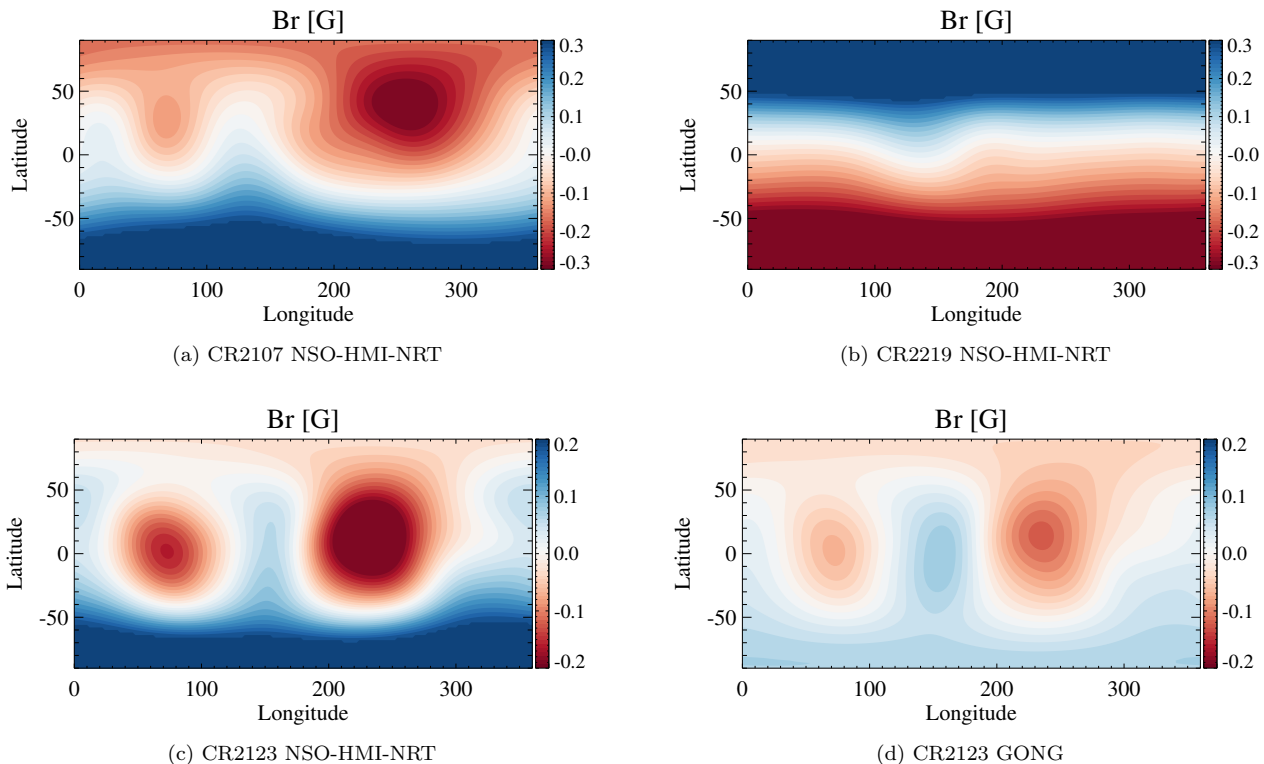 Br [G]
0 100 200 300
50
0
-50
Latitude
Longitude
0.3
0.2
0.1
-0.0
-0.1
-0.2
-0.3
(a) CR2107 NSO-HMI-NRT
Br [G]
0 100 200 300
50
0
-50
Latitude
Longitude
0.3
0.2
0.1
-0.0
-0.1
-0.2
-0.3
(b) CR2219 NSO-HMI-NRT
Br [G]
0 100 200 300
50
0
-50
Latitude
Longitude
0.2
0.1
0.0
-0.1
-0.2
(c) CR2123 NSO-HMI-NRT
Br [G]
0 100 200 300
50
0
-50
Latitude
Longitude
0.2
0.1
0.0
-0.1
-0.2
(d) CR2123 GONG